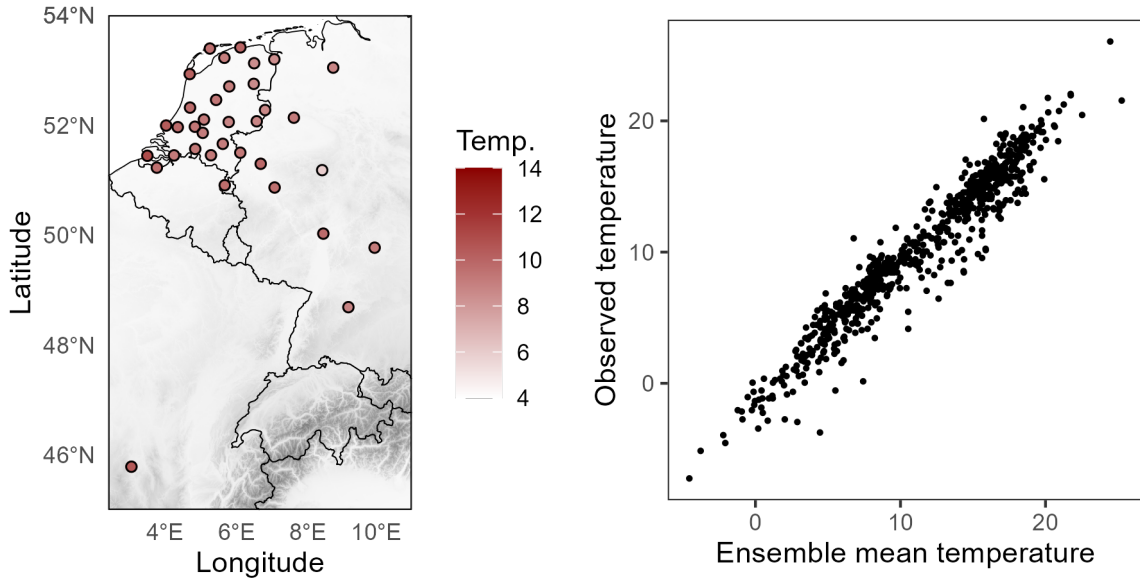 54°N
52°N
50°N
48°N
46°N
Latitude
4°E 6°E 8°E 10°E
Longitude
Temp.
14
12
10
8
6
4
Observed temperature
20
10
0
0 10 20
Ensemble mean temperature